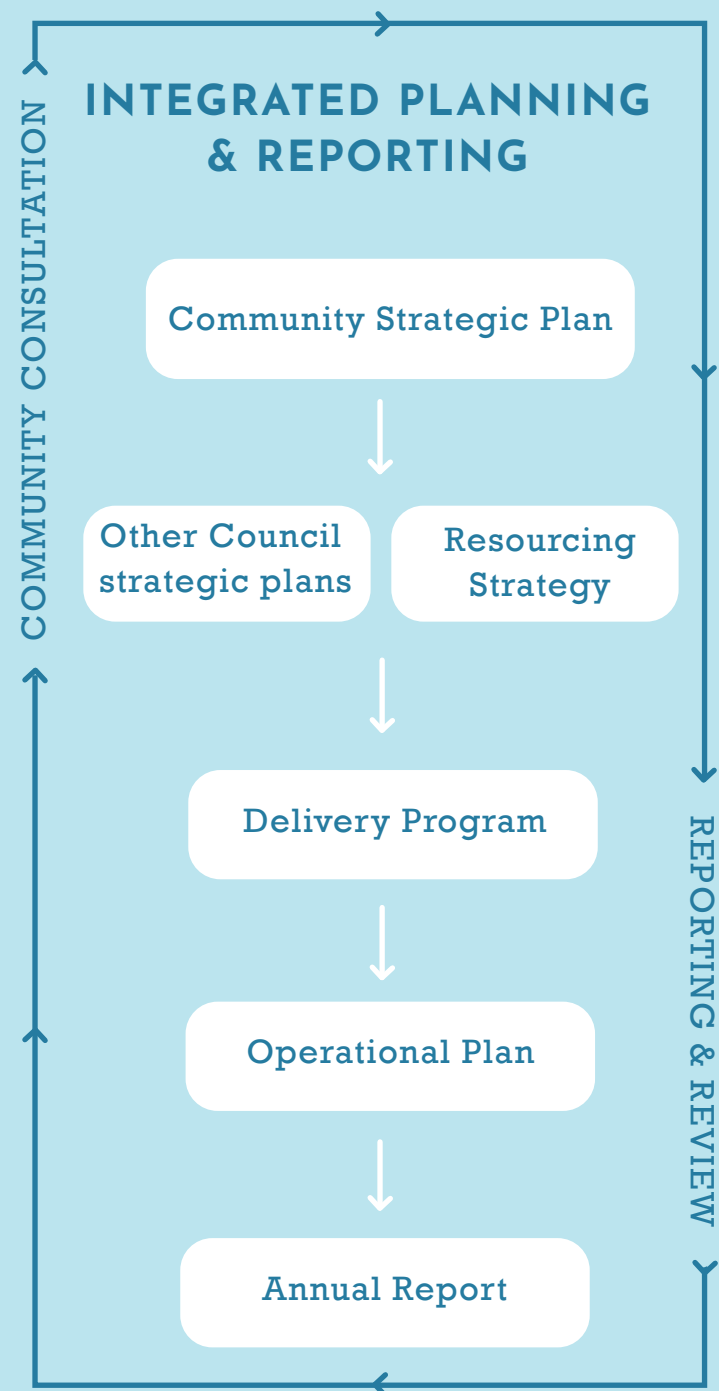 INTEGRATED PLANNING
& REPORTING
COMMUNITY CONSULTATION
Community Strategic Plan
Other Council
strategic plans
Resourcing
Strategy
Delivery Program
Operational Plan
Annual Report
REPORTING & REVIEW